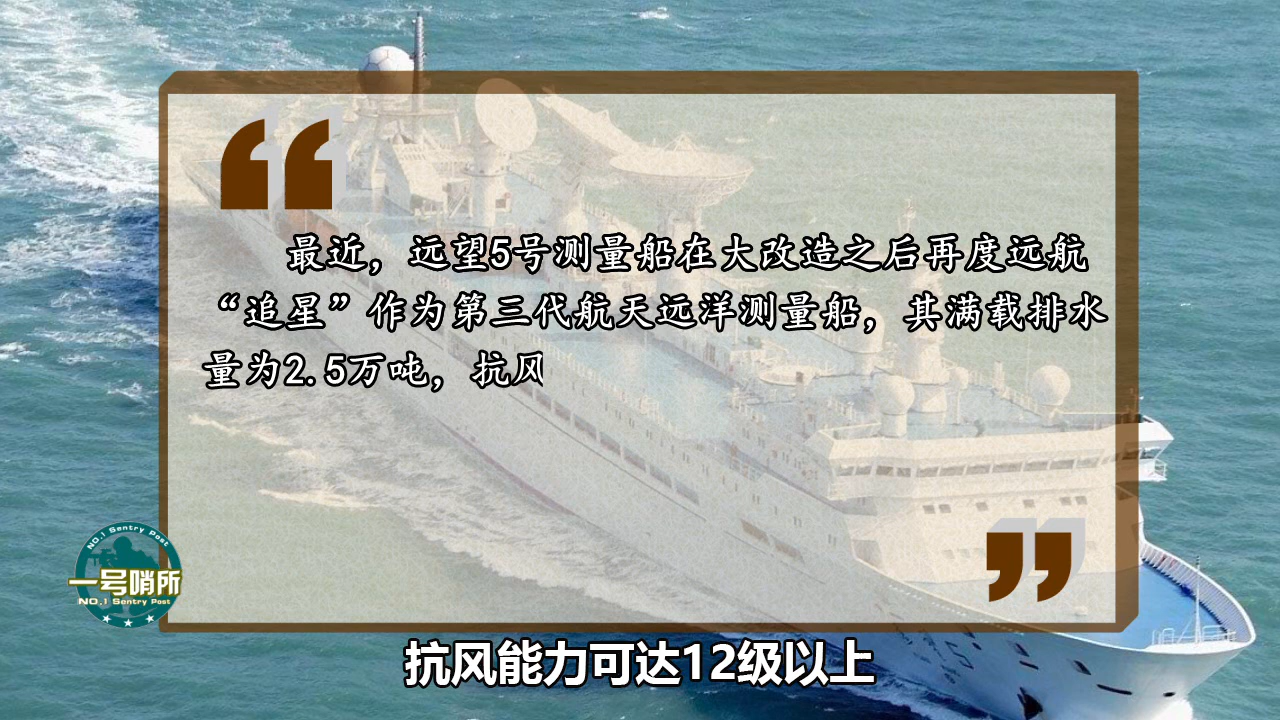 最近，远望5号测量船在大改造之后再度远航
“追星”作为第三代航天远洋测量船，其满载排水
量为2.5万吨，抗风
NO.1 Sentry Post
一号哨所
NO.1 Sentry Post
抗风能力可达12级以上